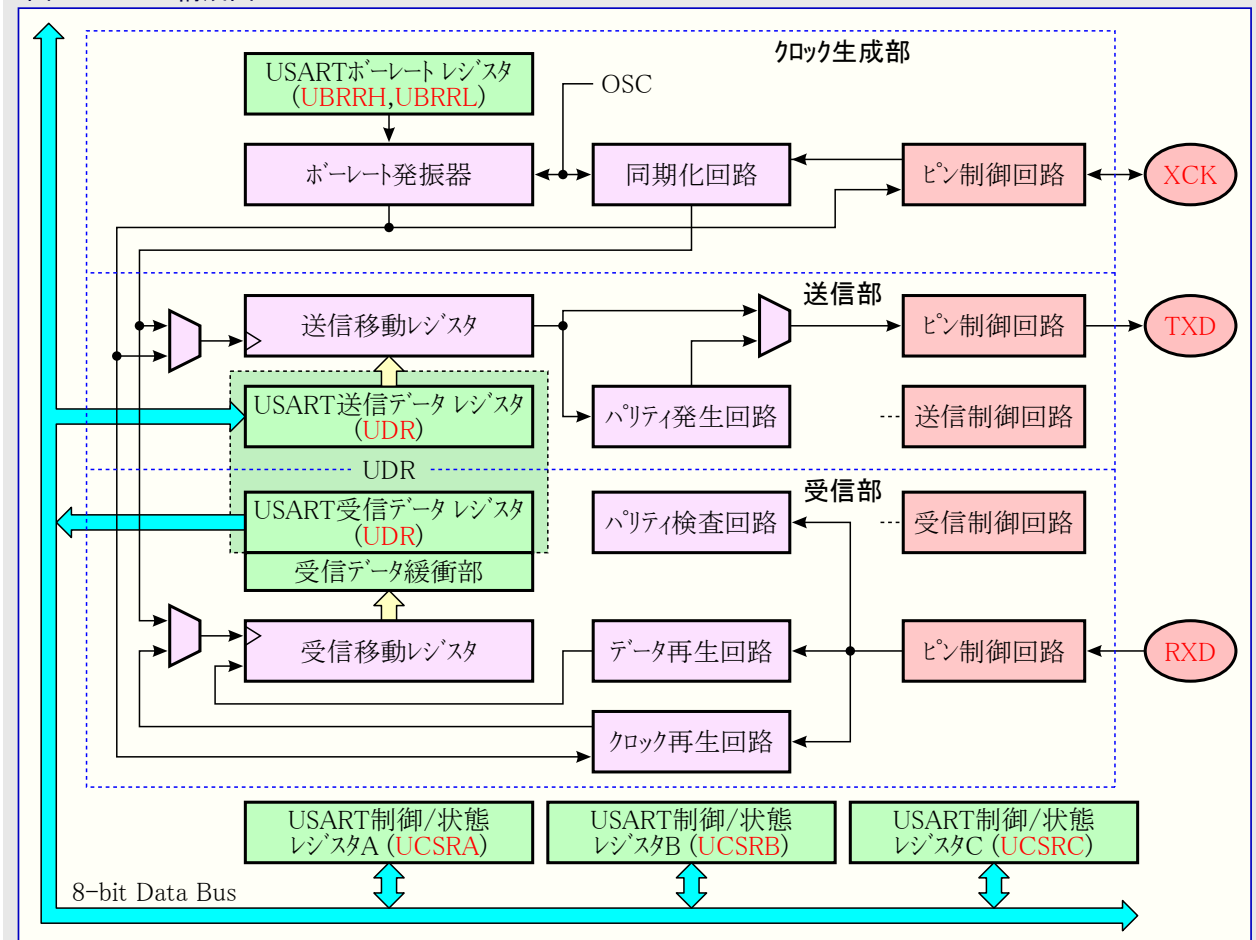 クロック生成部
USARTボーレート レジスタ
(UBRRH,UBRRL)
OSC
ボーレート発振器
同期化回路
ピン制御回路
XCK
送信部
送信移動レジスタ
ピン制御回路
TXD
USART送信データ レジスタ
(UDR)
パリティ発生回路
送信制御回路
UDR
受信部
USART受信データ レジスタ
(UDR)
パリティ検査回路
受信制御回路
受信データ緩衝部
受信移動レジスタ
データ再生回路
ピン制御回路
RXD
クロック再生回路
USART制御/状態
レジスタA (UCSRA)
USART制御/状態
レジスタB (UCSRB)
USART制御/状態
レジスタC (UCSRC)
8-bit Data Bus